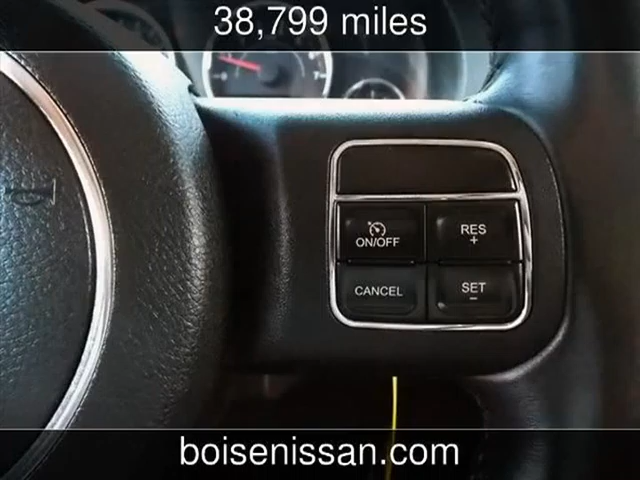 38,799 miles
ON/OFF
RES
+
CANCEL
SET
-
boisenissan.com